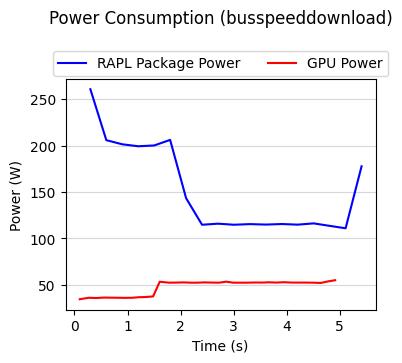 Power Consumption (busspeeddownload)
RAPL Package Power
GPU Power
250
200
150
100
50
Power (W)
0
1
2
3
4
5
Time (s)